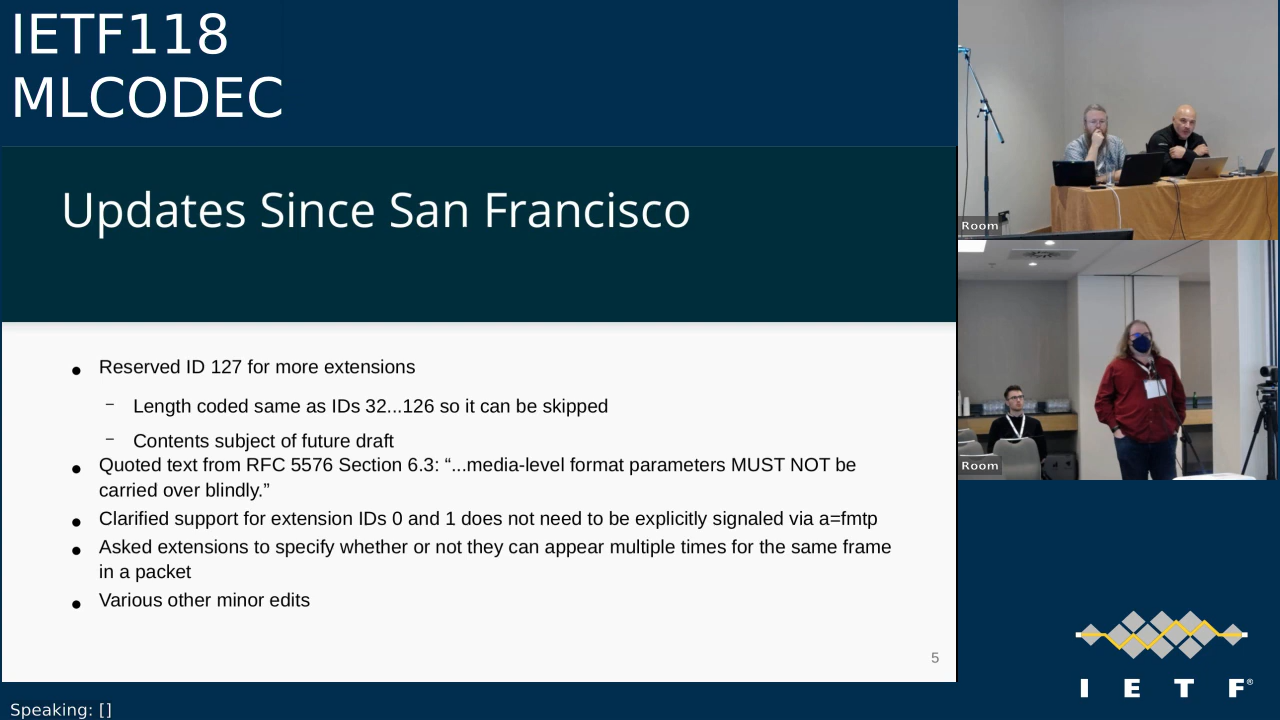 IETF118
MLCODEC
Updates Since San Francisco
● Reserved ID 127 for more extensions
– Length coded same as IDs 32...126 so it can be skipped
– Contents subject of future draft
● Quoted text from RFC 5576 Section 6.3: “...media-level format parameters MUST NOT be
carried over blindly.”
● Clarified support for extension IDs 0 and 1 does not need to be explicitly signaled via a=fmtp
● Asked extensions to specify whether or not they can appear multiple times for the same frame
in a packet
● Various other minor edits
5
Speaking: []
Room
Room
I E T F®